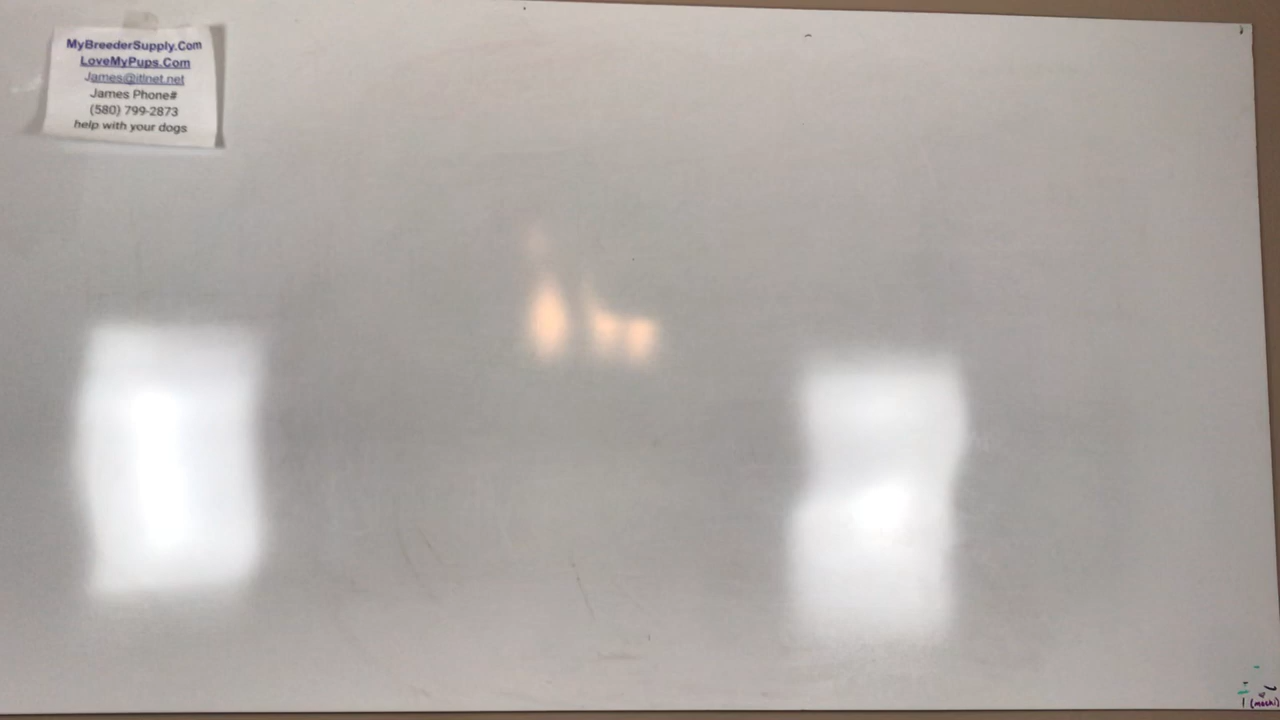 MyBreederSupply.Com
LoveMyPups.Com
James@itlnet.net
James Phone#
(580) 799-2873
help with your dogs